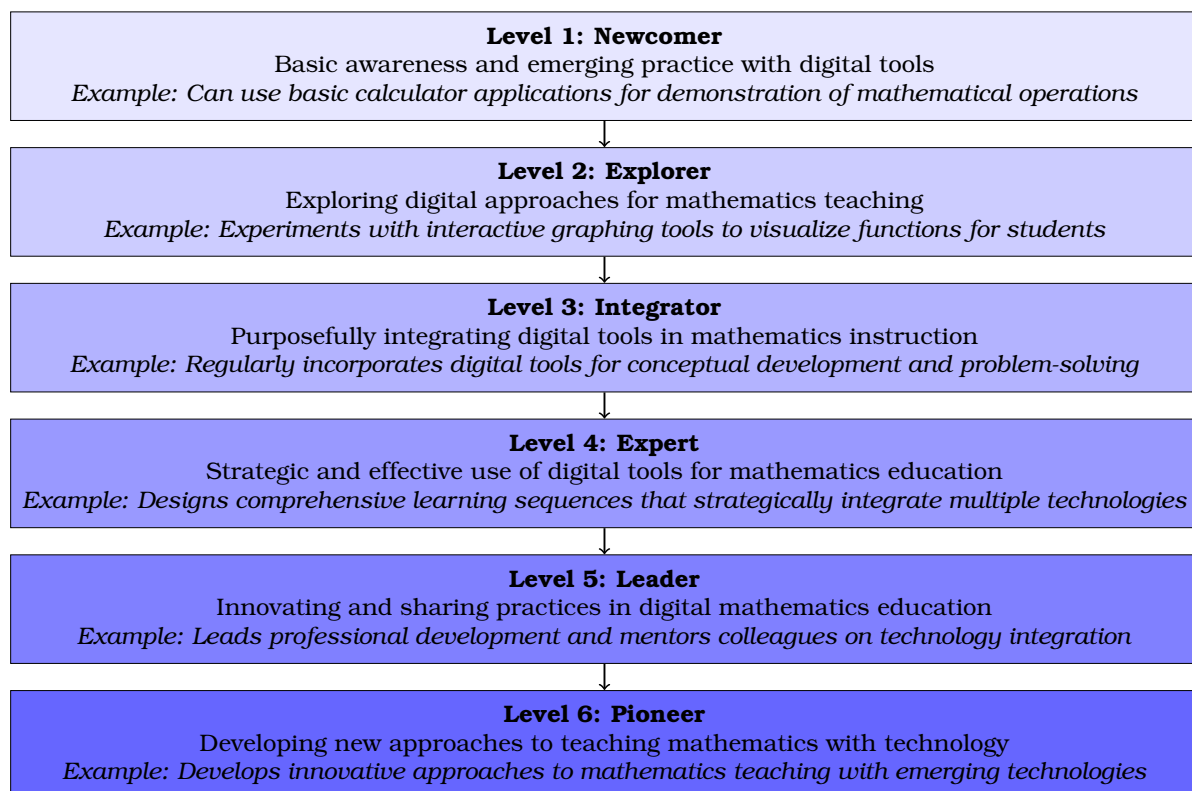 Level 1: Newcomer
Basic awareness and emerging practice with digital tools
Example: Can use basic calculator applications for demonstration of mathematical operations
Level 2: Explorer
Exploring digital approaches for mathematics teaching
Example: Experiments with interactive graphing tools to visualize functions for students
Level 3: Integrator
Purposefully integrating digital tools in mathematics instruction
Example: Regularly incorporates digital tools for conceptual development and problem-solving
Level 4: Expert
Strategic and effective use of digital tools for mathematics education
Example: Designs comprehensive learning sequences that strategically integrate multiple technologies
Level 5: Leader
Innovating and sharing practices in digital mathematics education
Example: Leads professional development and mentors colleagues on technology integration
Level 6: Pioneer
Developing new approaches to teaching mathematics with technology
Example: Develops innovative approaches to mathematics teaching with emerging technologies